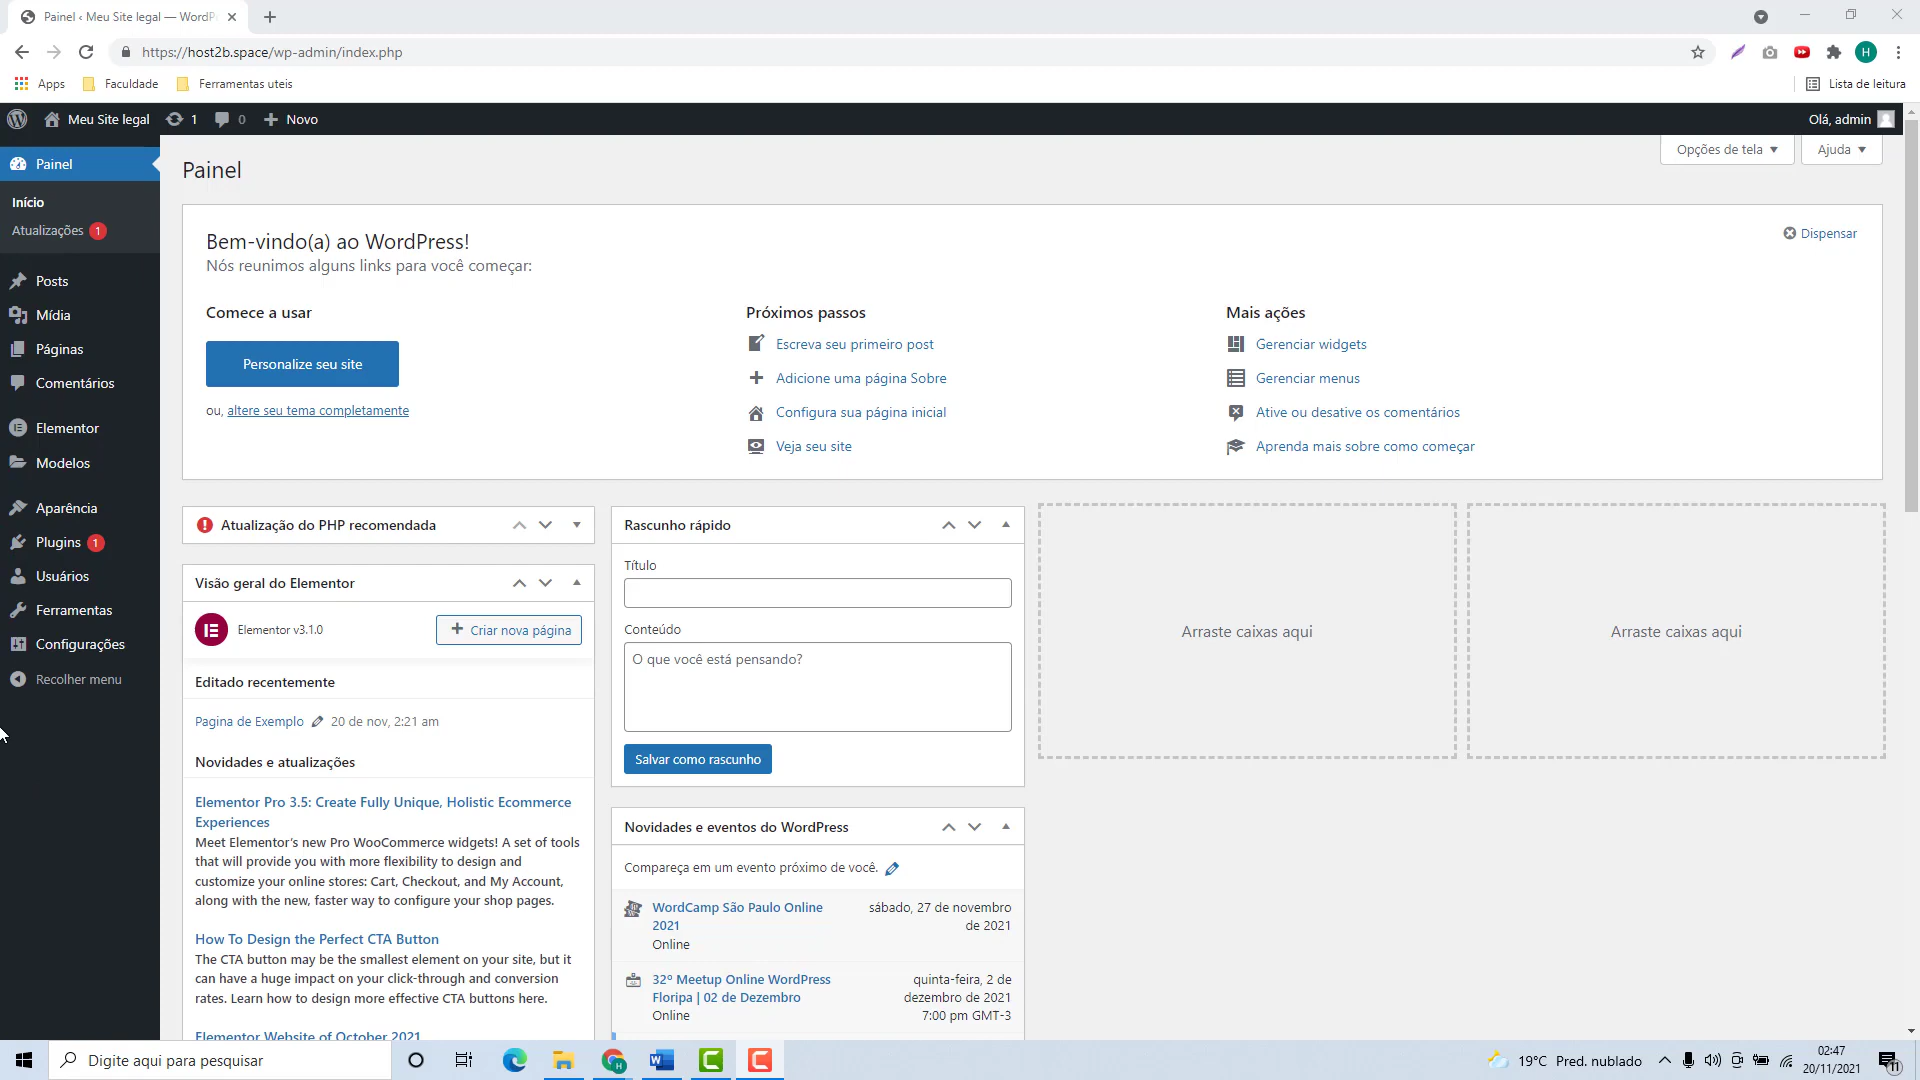 Painel ‹ Meu Site legal — WordP
https://host2b.space/wp-admin/index.php
Apps
Faculdade
Ferramentas uteis
Lista de leitura
H
Meu Site legal
1
0
Novo
Olá, admin
Painel
Início
Atualizações 1
Posts
Mídia
Páginas
Comentários
Elementor
Modelos
Aparência
Plugins 1
Usuários
Ferramentas
Configurações
Recolher menu
Painel
Opções de tela
Ajuda
Bem-vindo(a) ao WordPress!
Nós reunimos alguns links para você começar:
Dispensar
Comece a usar
Personalize seu site
ou, altere seu tema completamente
Próximos passos
Escreva seu primeiro post
Adicione uma página Sobre
Configura sua página inicial
Veja seu site
Mais ações
Gerenciar widgets
Gerenciar menus
Ative ou desative os comentários
Aprenda mais sobre como começar
Atualização do PHP recomendada
Visão geral do Elementor
Elementor v3.1.0
Criar nova página
Editado recentemente
Pagina de Exemplo 20 de nov, 2:21 am
Novidades e atualizações
Elementor Pro 3.5: Create Fully Unique, Holistic Ecommerce
Experiences
Meet Elementor's new Pro WooCommerce widgets! A set of tools
that will provide you with more flexibility to design and
customize your online stores: Cart, Checkout, and My Account,
along with the new, faster way to configure your shop pages.
How To Design the Perfect CTA Button
The CTA button may be the smallest element on your site, but it
can have a huge impact on your click-through and conversion
rates. Learn how to design more effective CTA buttons here.
Elementor Website of October 2021
Rascunho rápido
Título
Conteúdo
O que você está pensando?
Salvar como rascunho
Novidades e eventos do WordPress
Compareça em um evento próximo de você.
WordCamp São Paulo Online
2021
Online
sábado, 27 de novembro
de 2021
32º Meetup Online WordPress
Floripa | 02 de Dezembro
Online
quinta-feira, 2 de
dezembro de 2021
7:00 pm GMT-3
Arraste caixas aqui
Arraste caixas aqui
Digite aqui para pesquisar
19°C Pred. nublado
02:47
20/11/2021
11